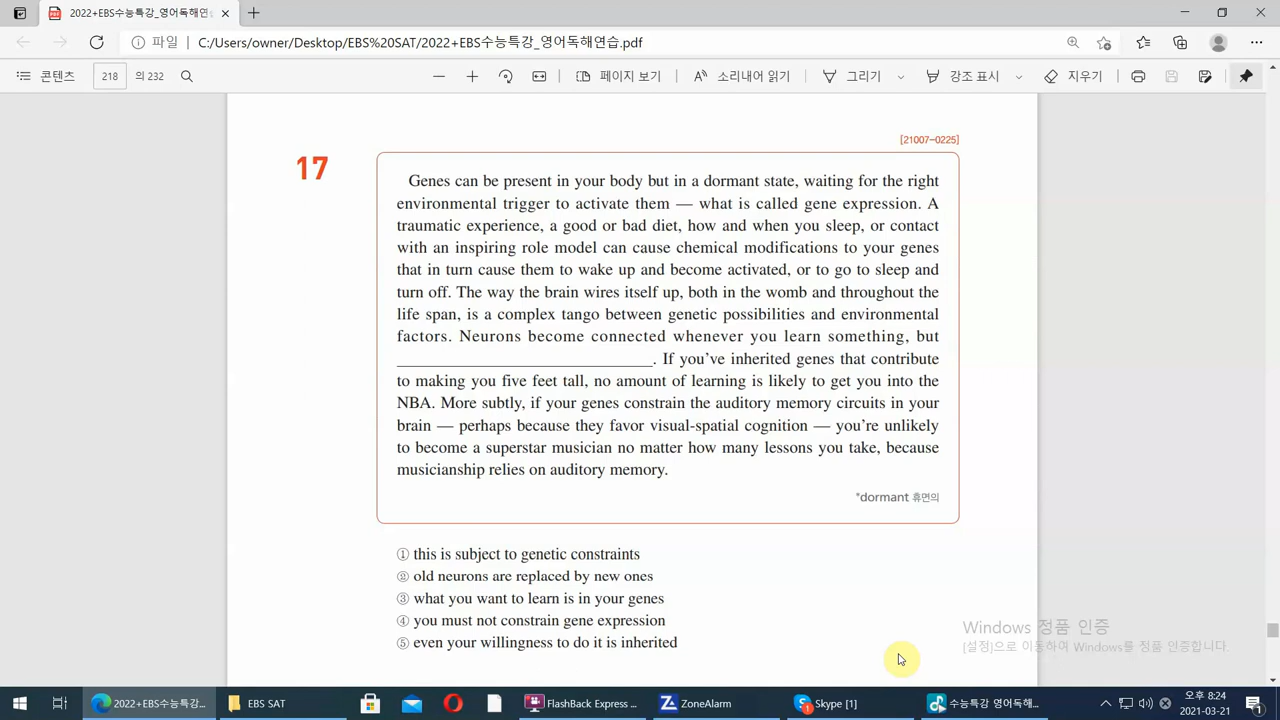 2022+EBS수능특강_영어독해연습
파일 C:/Users/owner/Desktop/EBS%20SAT/2022+EBS수능특강_영어독해연습.pdf
콘텐츠 218 의 232 페이지 보기 소리내어 읽기 그리기 강조 표시 지우기
[21007-0225]
17
Genes can be present in your body but in a dormant state, waiting for the right
environmental trigger to activate them — what is called gene expression. A
traumatic experience, a good or bad diet, how and when you sleep, or contact
with an inspiring role model can cause chemical modifications to your genes
that in turn cause them to wake up and become activated, or to go to sleep and
turn off. The way the brain wires itself up, both in the womb and throughout the
life span, is a complex tango between genetic possibilities and environmental
factors. Neurons become connected whenever you learn something, but
____________________. If you've inherited genes that contribute
to making you five feet tall, no amount of learning is likely to get you into the
NBA. More subtly, if your genes constrain the auditory memory circuits in your
brain — perhaps because they favor visual-spatial cognition — you're unlikely
to become a superstar musician no matter how many lessons you take, because
musicianship relies on auditory memory.
*dormant 휴면의
① this is subject to genetic constraints
② old neurons are replaced by new ones
③ what you want to learn is in your genes
④ you must not constrain gene expression
⑤ even your willingness to do it is inherited
Windows 정품 인증
[설정]으로 이동하여 Windows를 정품 인증합니다.
2022+EBS수능특강_... EBS SAT FlashBack Express ... ZoneAlarm Skype [1] 수능특강 영어독해... 오후 8:24
2021-03-21